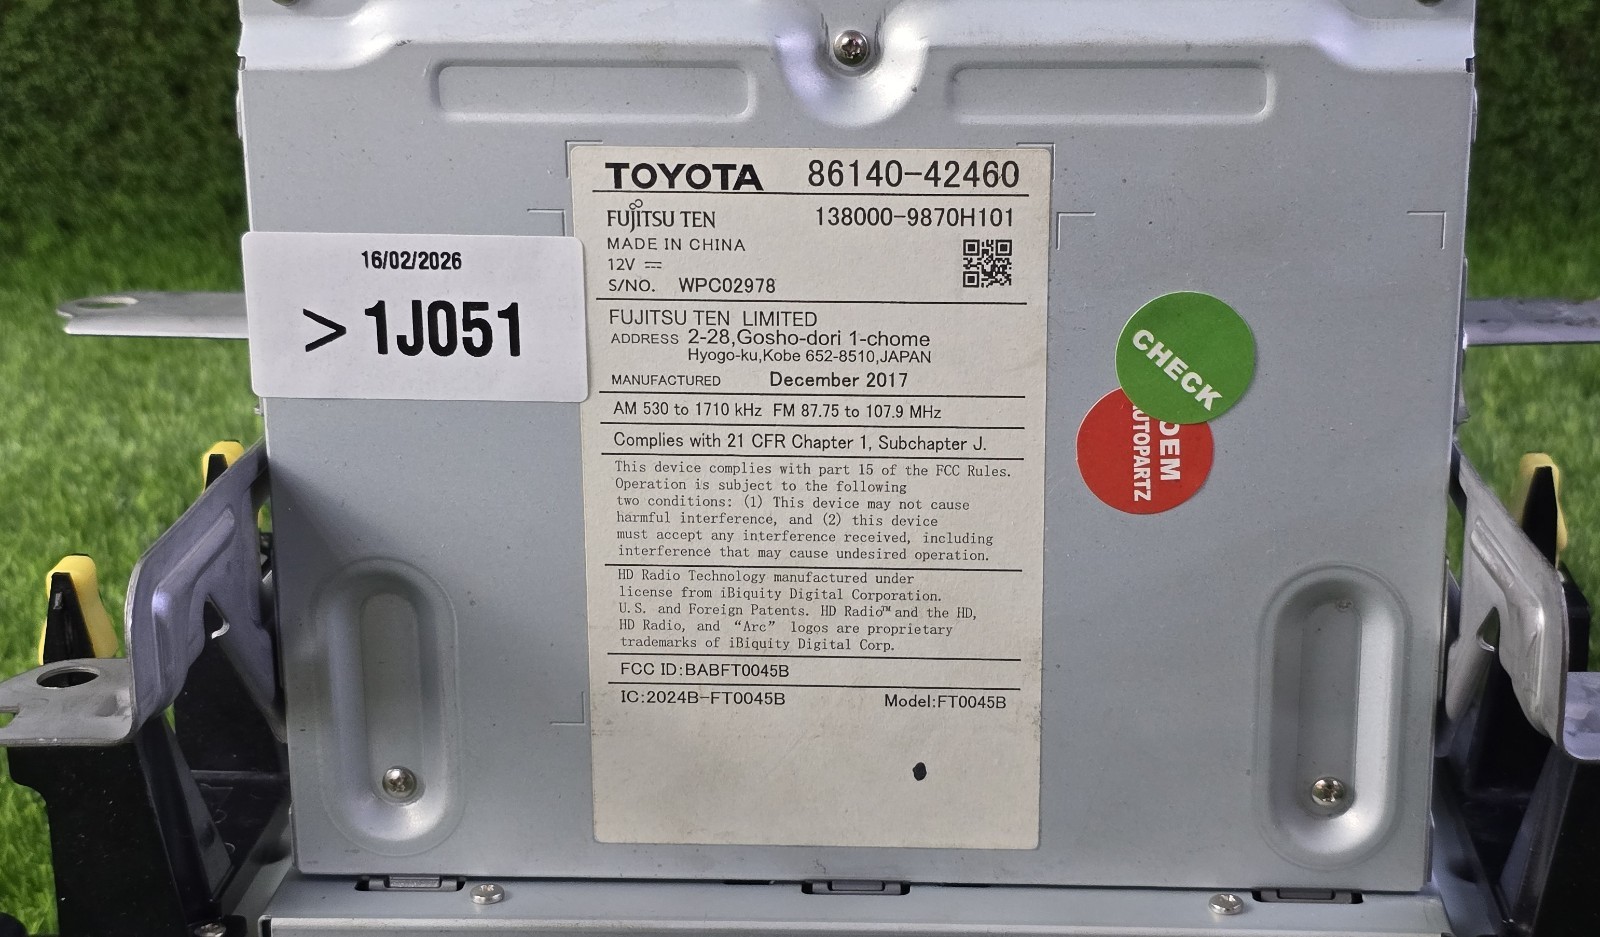 TOYOTA 86140-42460
FUJITSU TEN 138000-9870H101
MADE IN CHINA
12V
S/NO. WPC02978
FUJITSU TEN LIMITED
ADDRESS 2-28,Gosho-dori 1-chome
Hyogo-ku,Kobe 652-8510,JAPAN
MANUFACTURED December 2017
AM 530 to 1710 kHz FM 87.75 to 107.9 MHz
Complies with 21 CFR Chapter 1, Subchapter J.
This device complies with part 15 of the FCC Rules.
Operation is subject to the following
two conditions: (1) This device may not cause
harmful interference, and (2) this device
must accept any interference received, including
interference that may cause undesired operation.
HD Radio Technology manufactured under
license from iBiquity Digital Corporation.
U.S. and Foreign Patents. HD Radio™ and the HD,
HD Radio, and “Arc” logos are proprietary
trademarks of iBiquity Digital Corp.
FCC ID:BABFT0045B
IC:2024B-FT0045B Model:FT0045B
16/02/2026
>1J051
CHECK
OEM
UTOPARTZ